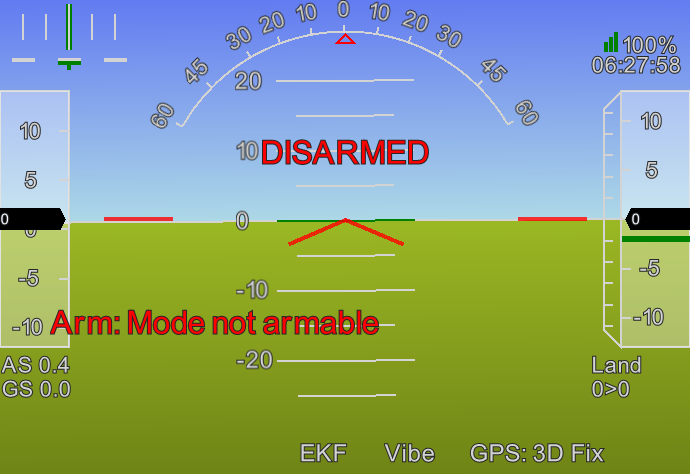 60 45 30 20 10 0 10 20 30 45 60
100%
06:27:58
20
10 DISARMED
10 5 0 0 -5 -10
0
-10
-20
10 5 0 -5 -10
Arm: Mode not armable
AS 0.4
GS 0.0
Land
0>0
EKF Vibe GPS: 3D Fix